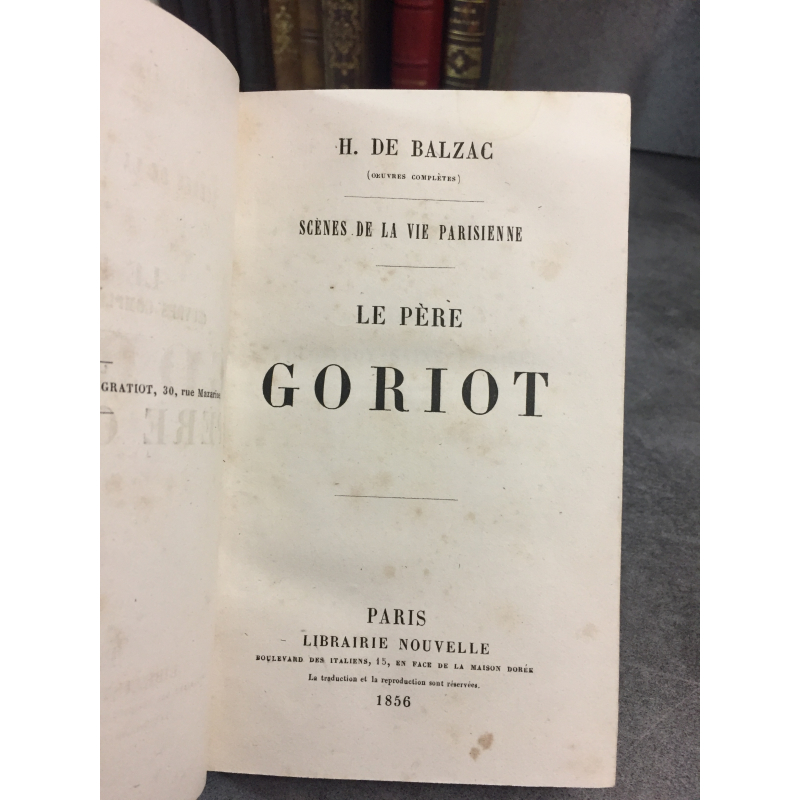 GRATIOT, 30, rue Mazarine
H. DE BALZAC
(OEUVRES COMPLÈTES)
SCÈNES DE LA VIE PARISIENNE
LE PÈRE
GORIOT
PARIS
LIBRAIRIE NOUVELLE
BOULEVARD DES ITALIENS, 15, EN FACE DE LA MAISON DORÉE
La traduction et la reproduction sont réservées.
1856